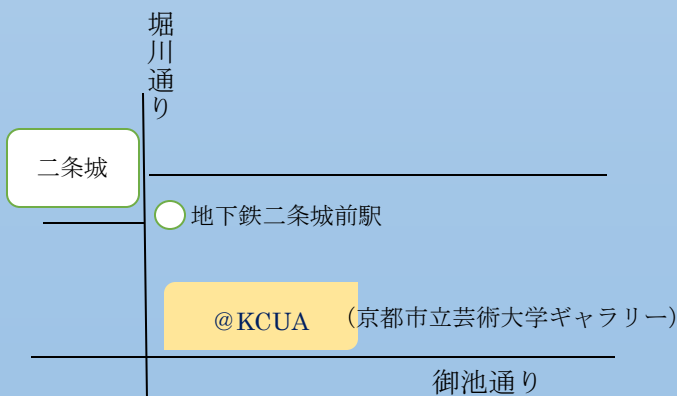 堀川通り
二条城
地下鉄二条城前駅
@KCUA
（京都市立芸術大学ギャラリー）
御池通り